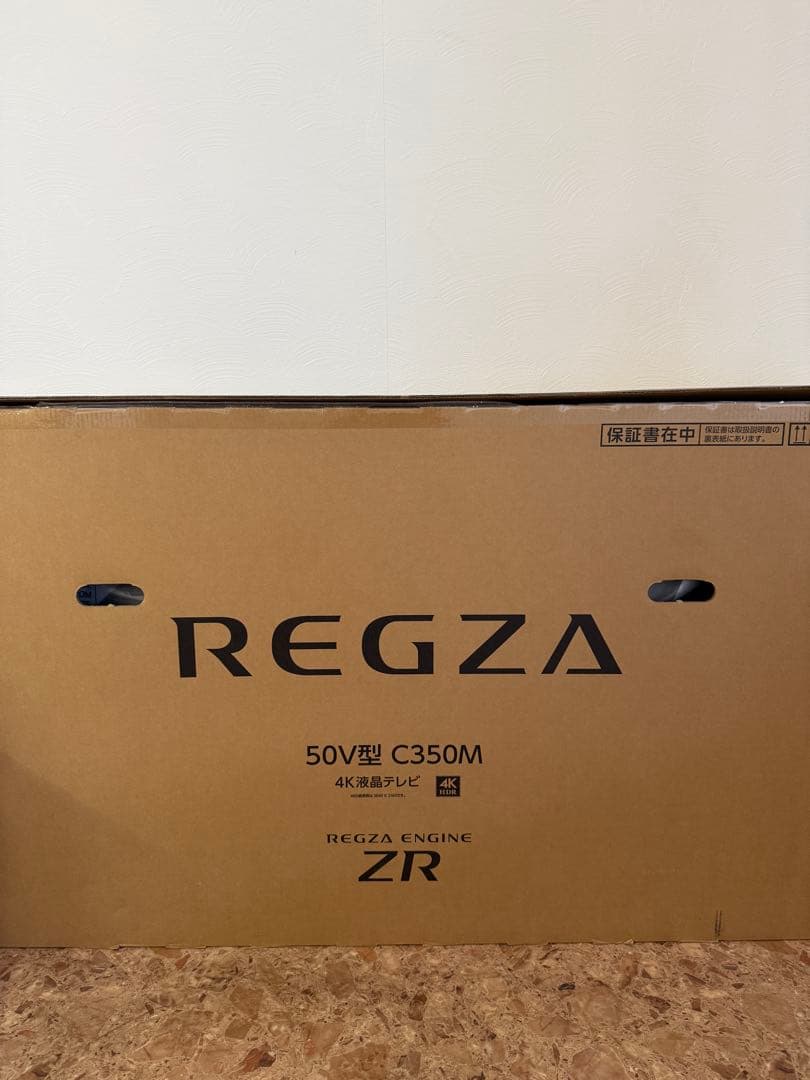 保証書在中
保証書は取扱説明書の
裏表紙にあります。
REGZA
50V型 C350M
4K液晶テレビ
4K
HDR
REGZA ENGINE
ZR